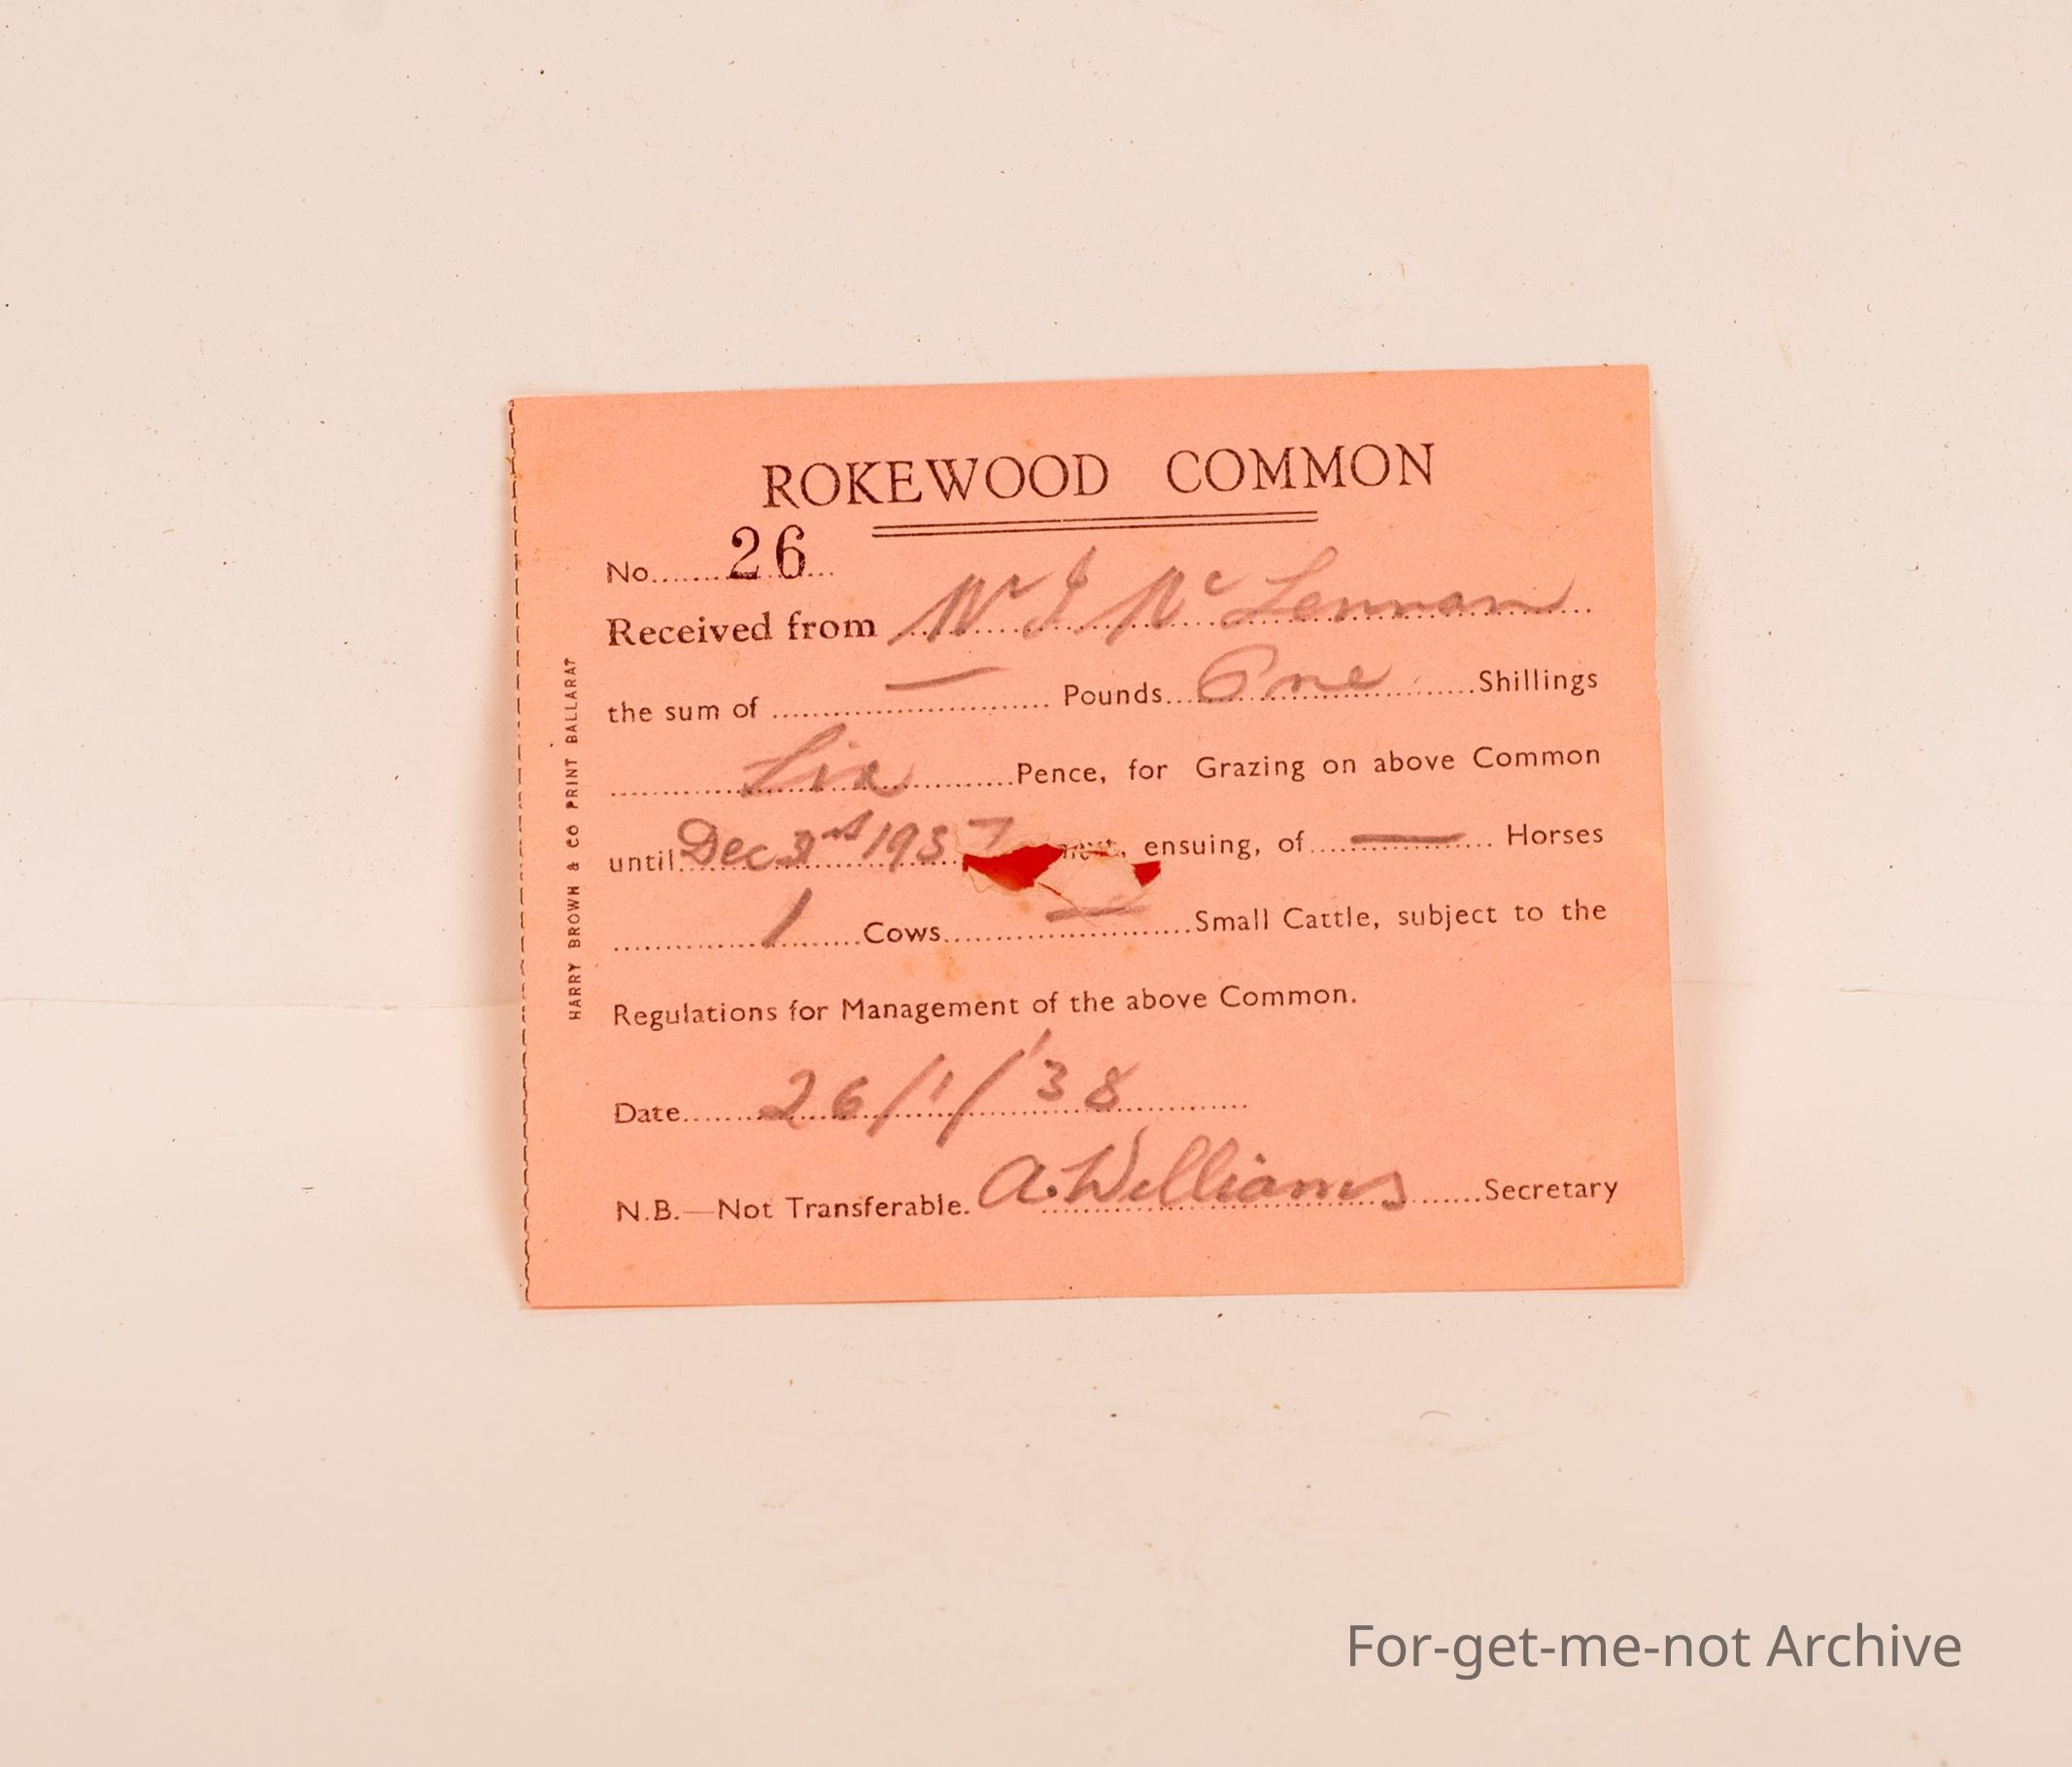 ROKEWOOD COMMON
No. 26
Received from Mr J McLennan
the sum of — Pounds One Shillings
Six Pence, for Grazing on above Common
until Dec 31st 1937 next, ensuing, of — Horses
1 Cows — Small Cattle, subject to the
Regulations for Management of the above Common.
Date 26/1/'38
N.B.—Not Transferable. A. Williams Secretary
HARRY BROWN & CO PRINT BALLARAT
For-get-me-not Archive